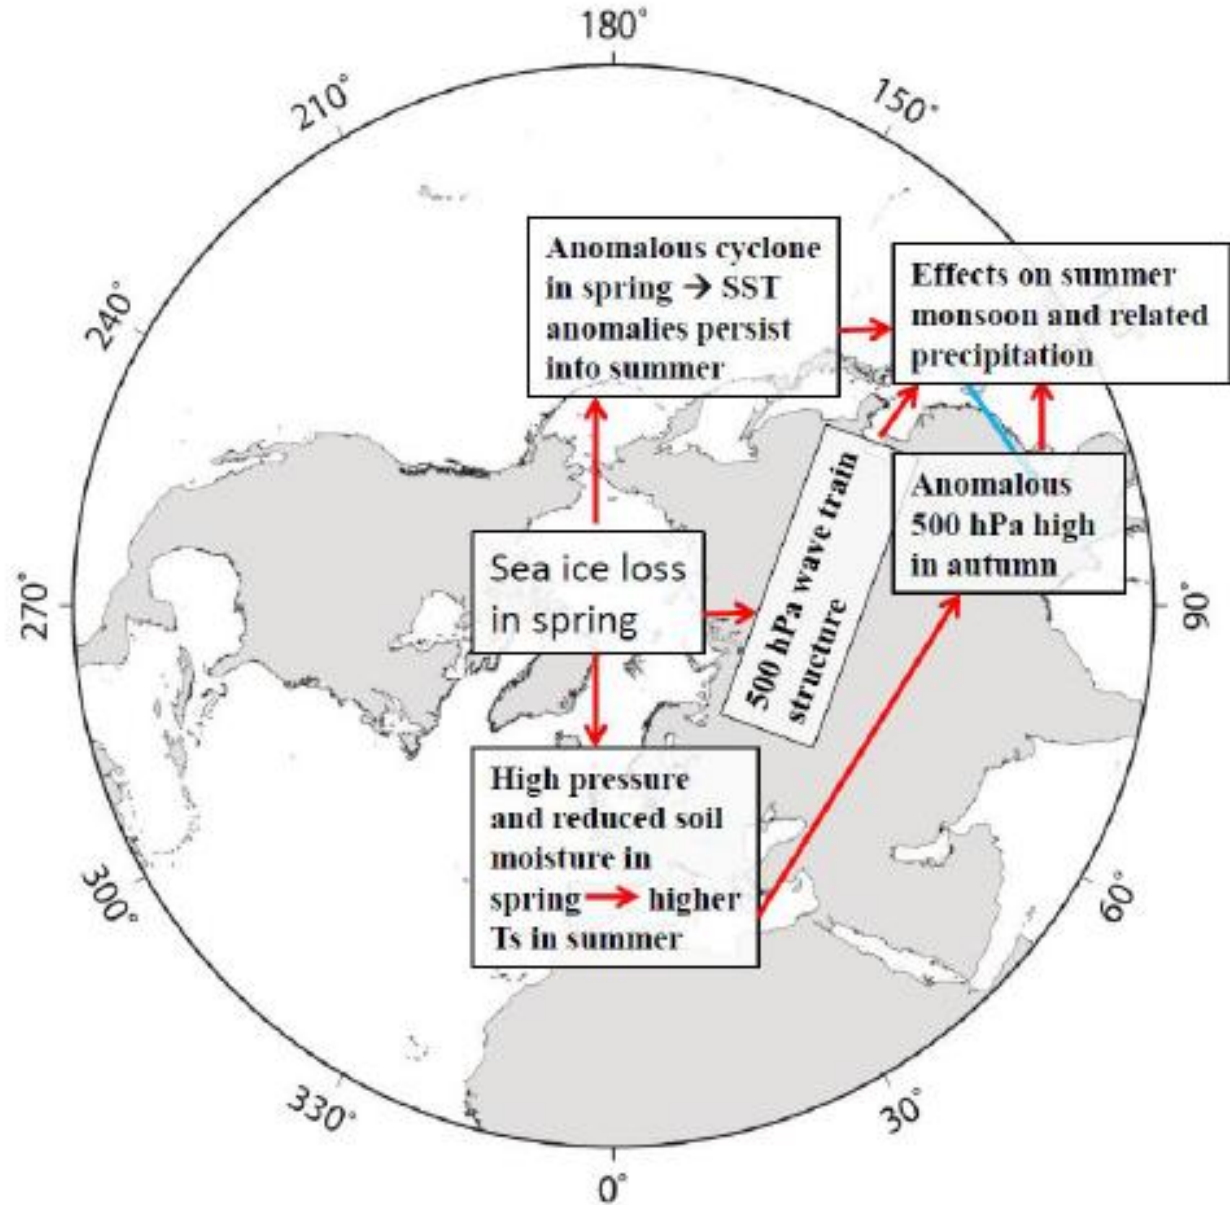 180°
210°
150°
240°
Anomalous cyclone
in spring → SST
anomalies persist
into summer
Effects on summer
monsoon and related
precipitation
500 hPa wave train
structure
Anomalous
500 hPa high
in autumn
Sea ice loss
in spring
270°
90°
High pressure
and reduced soil
moisture in
spring → higher
Ts in summer
300°
60°
330°
30°
0°